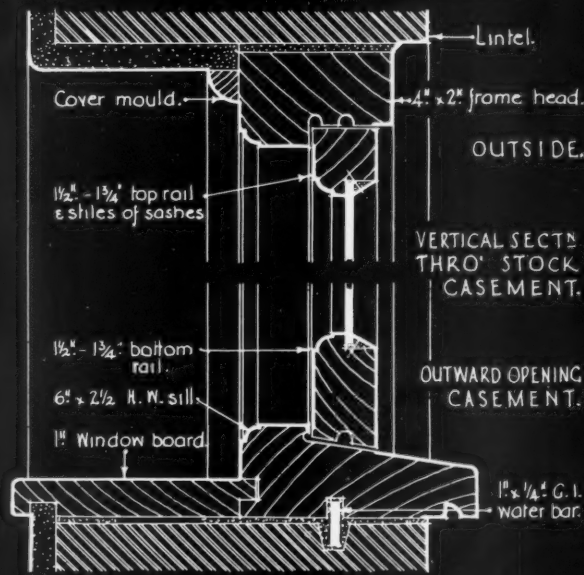 Lintel.
Cover mould.
4" x 2" frame head.
OUTSIDE.
1½" - 1¾" top rail
& stiles of sashes
VERTICAL SECTN
THRO' STOCK
CASEMENT.
1½" - 1¾" bottom
rail.
OUTWARD OPENING
CASEMENT.
6" x 2½ H.W. sill.
1" Window board.
1" x ¼" G.I.
water bar.